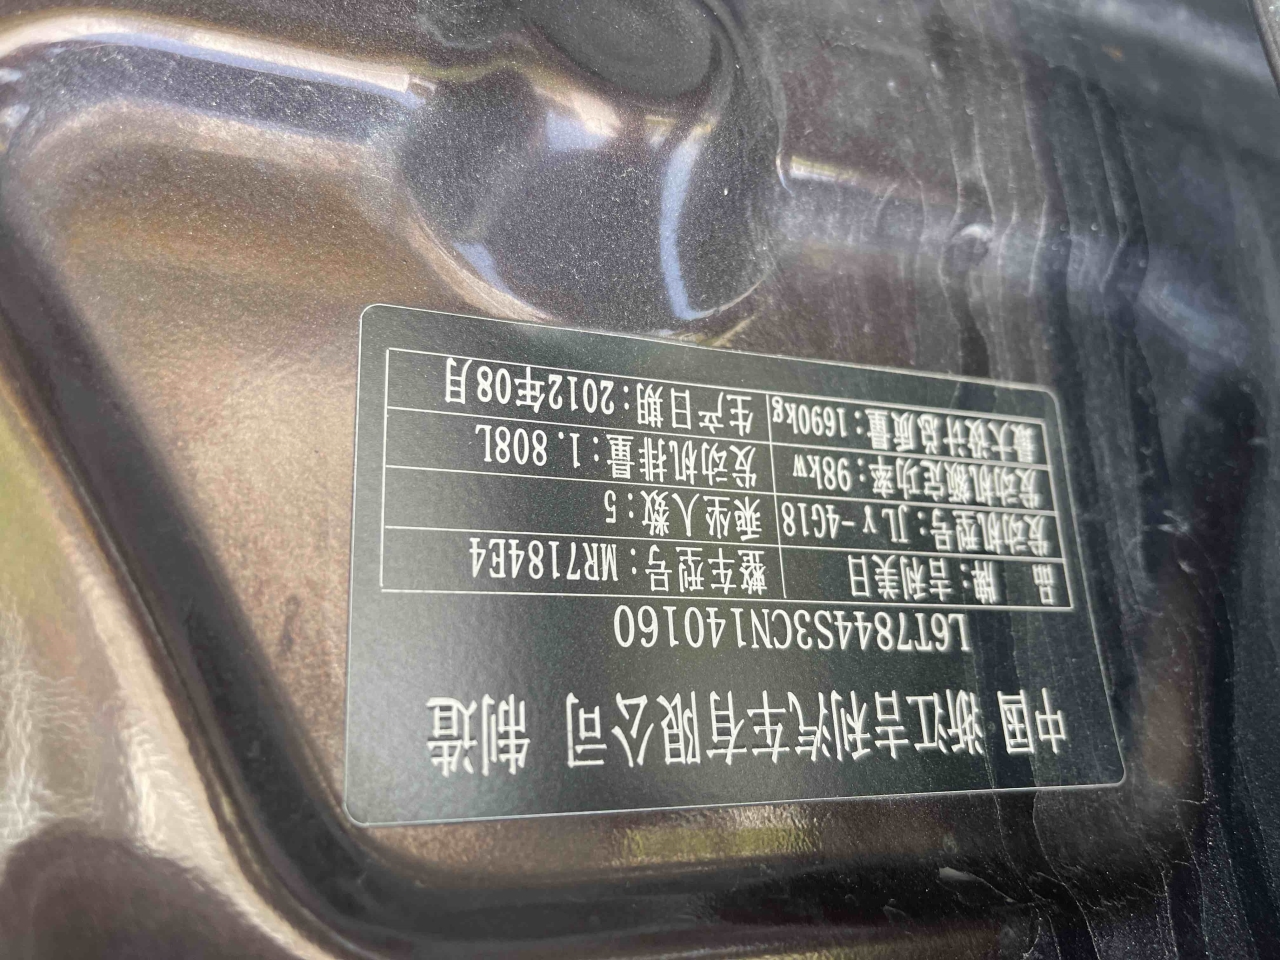 中国 浙江吉利汽车有限公司 制造
L6T7844S3CN140160
品 牌：吉利美日 整车型号：MR7184E4
发动机型号：JLγ-4G18 乘坐人数：5
发动机额定功率：98kw 发动机排量：1.808L
最大设计总质量：1690kg 生产日期：2012年08月